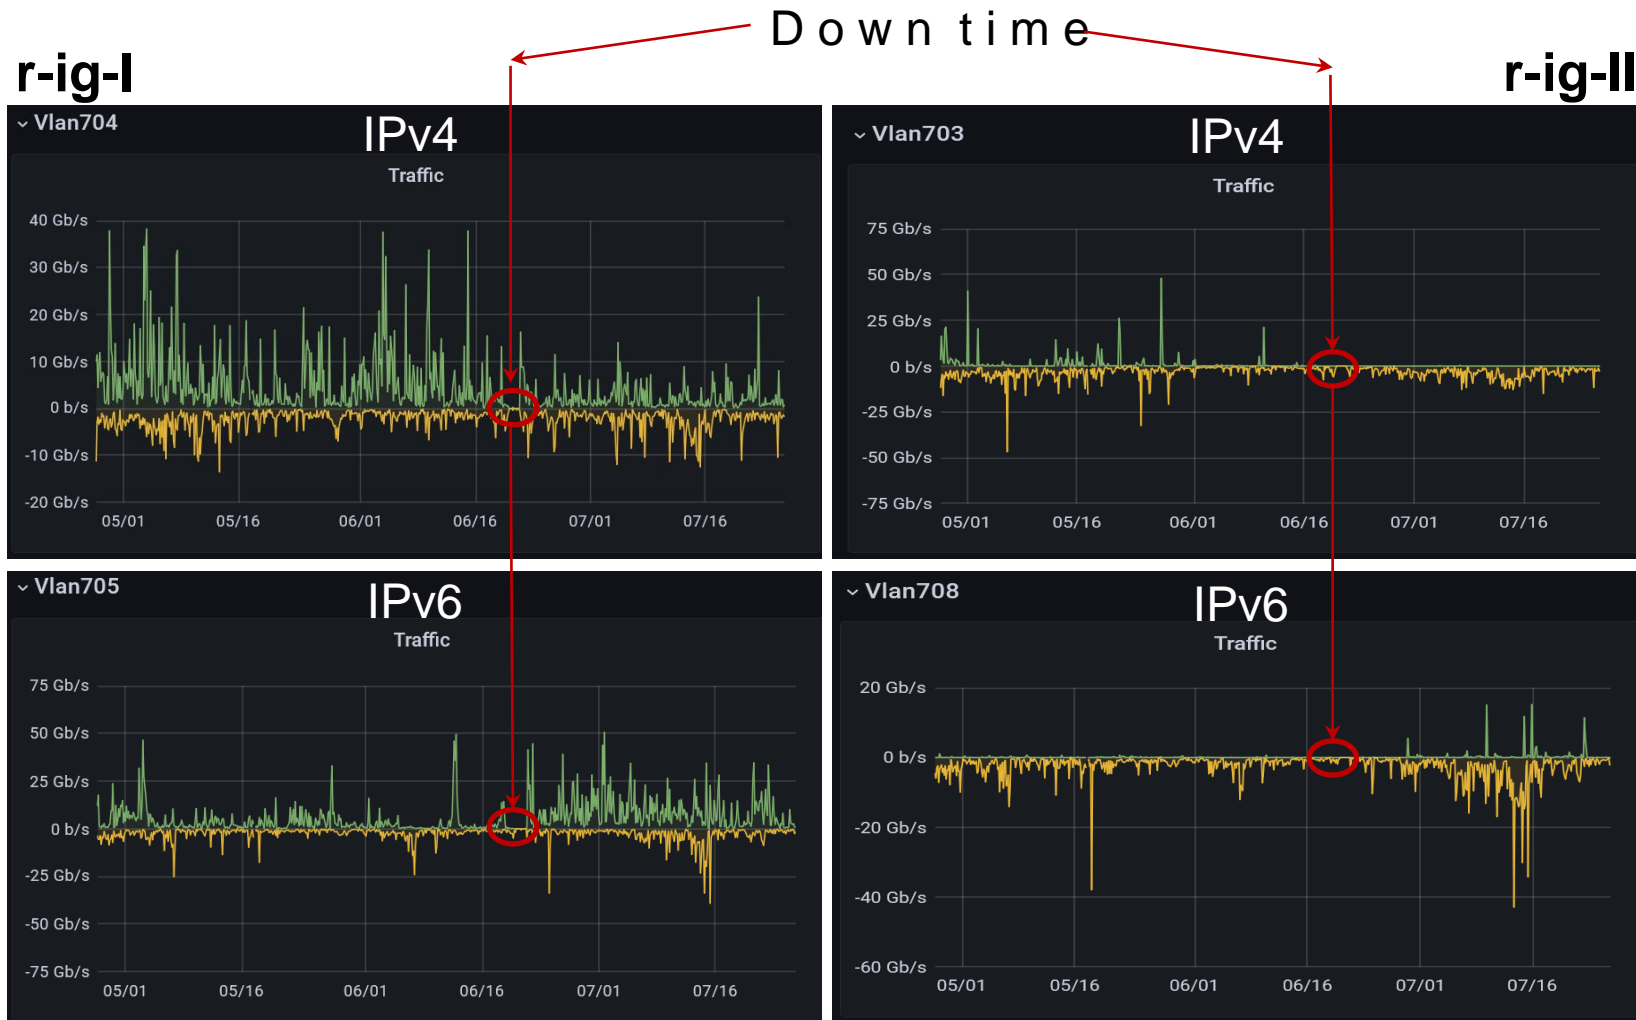 Down time
r-ig-I
r-ig-II
Vlan704
IPv4
Traffic
40 Gb/s
30 Gb/s
20 Gb/s
10 Gb/s
0 b/s
-10 Gb/s
-20 Gb/s
05/01 05/16 06/01 06/16 07/01 07/16
Vlan703
IPv4
Traffic
75 Gb/s
50 Gb/s
25 Gb/s
0 b/s
-25 Gb/s
-50 Gb/s
-75 Gb/s
05/01 05/16 06/01 06/16 07/01 07/16
Vlan705
IPv6
Traffic
75 Gb/s
50 Gb/s
25 Gb/s
0 b/s
-25 Gb/s
-50 Gb/s
-75 Gb/s
05/01 05/16 06/01 06/16 07/01 07/16
Vlan708
IPv6
Traffic
20 Gb/s
0 b/s
-20 Gb/s
-40 Gb/s
-60 Gb/s
05/01 05/16 06/01 06/16 07/01 07/16